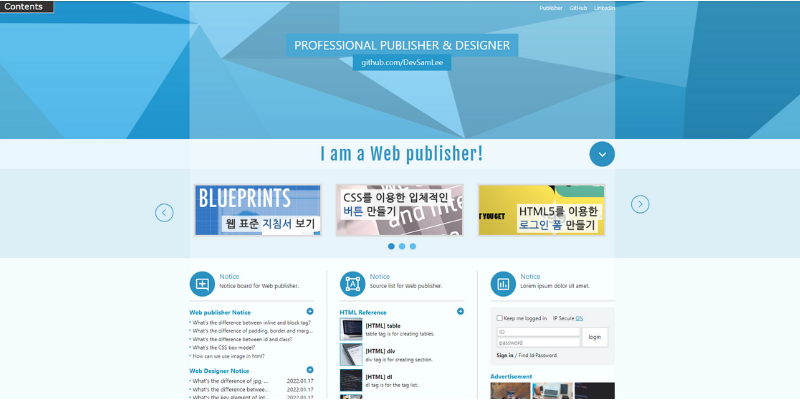 Contents
Publisher GitHub Linkedin
PROFESSIONAL PUBLISHER & DESIGNER
github.com/DevSamLee
I am a Web publisher!
BLUEPRINTS
웹 표준 지침서 보기
CSS를 이용한 입체적인
버튼 만들기
and inte
T YOU GET
HTML5를 이용한
로그인 폼 만들기
Notice
Notice board for Web publisher.
Notice
Source list for Web publisher.
Notice
Lorem ipsum dolor sit amet.
Web publisher Notice
What's the difference between inline and block tag?
What's the difference of padding, border and marg...
What's the difference between id and class?
What's the CSS box model?
How can we use image in html?
Web Designer Notice
What's the difference of jpg, ... 2022.01.17
What's the difference betwee... 2022.01.17
What's the key element of int... 2022.01.17
HTML Reference
[HTML] table
table tag is for creating tables.
[HTML] div
div tag is for creating section.
[HTML] dl
dl tag is for the tag list.
Keep me logged in IP Secure ON
ID
password
login
Sign in / Find Id·Password
Advertisement